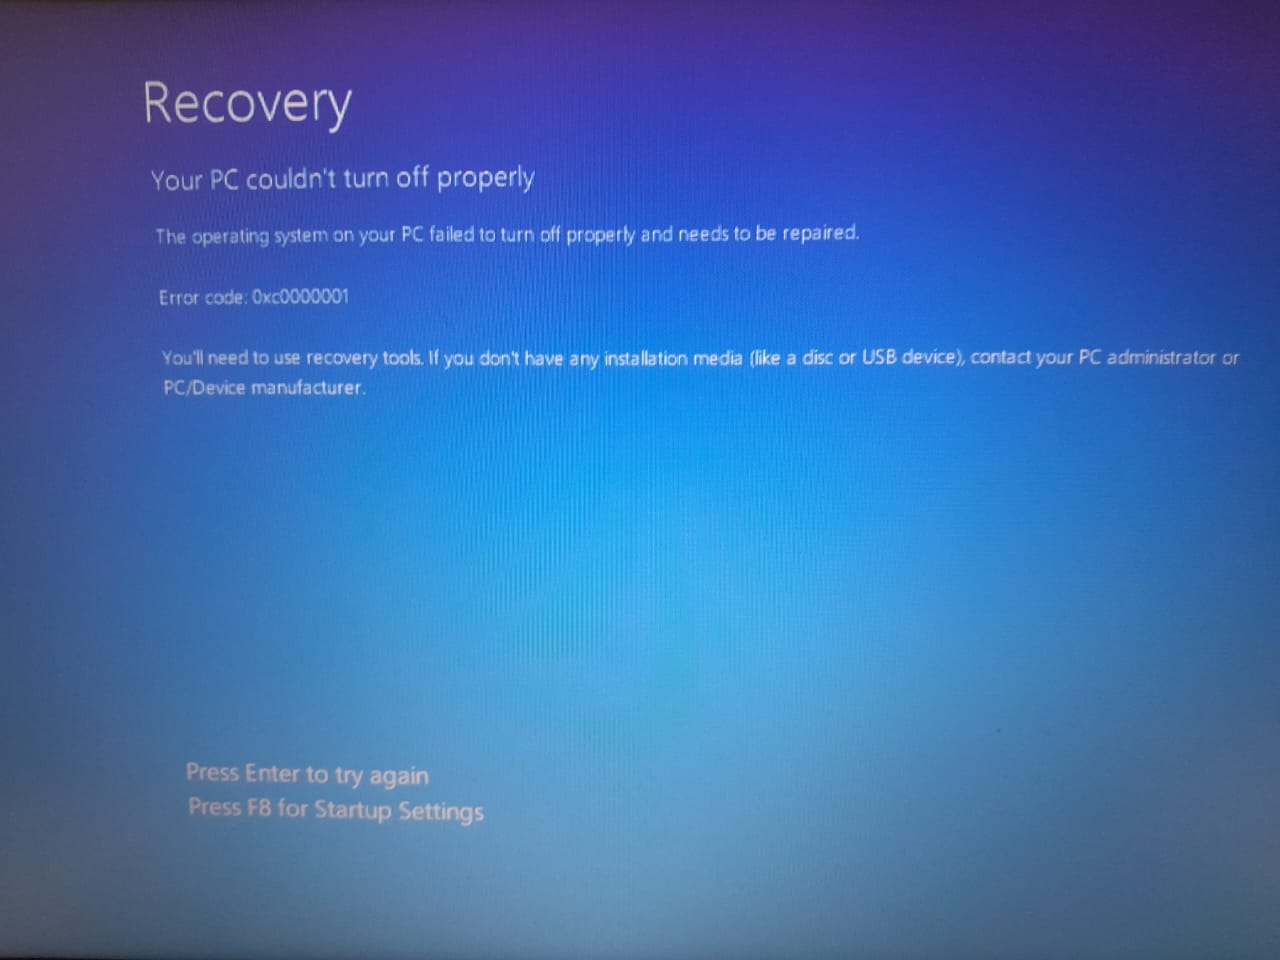 Recovery
Your PC couldn't turn off properly
The operating system on your PC failed to turn off properly and needs to be repaired.
Error code: 0xc0000001
You'll need to use recovery tools. If you don't have any installation media (like a disc or USB device), contact your PC administrator or
PC/Device manufacturer.
Press Enter to try again
Press F8 for Startup Settings